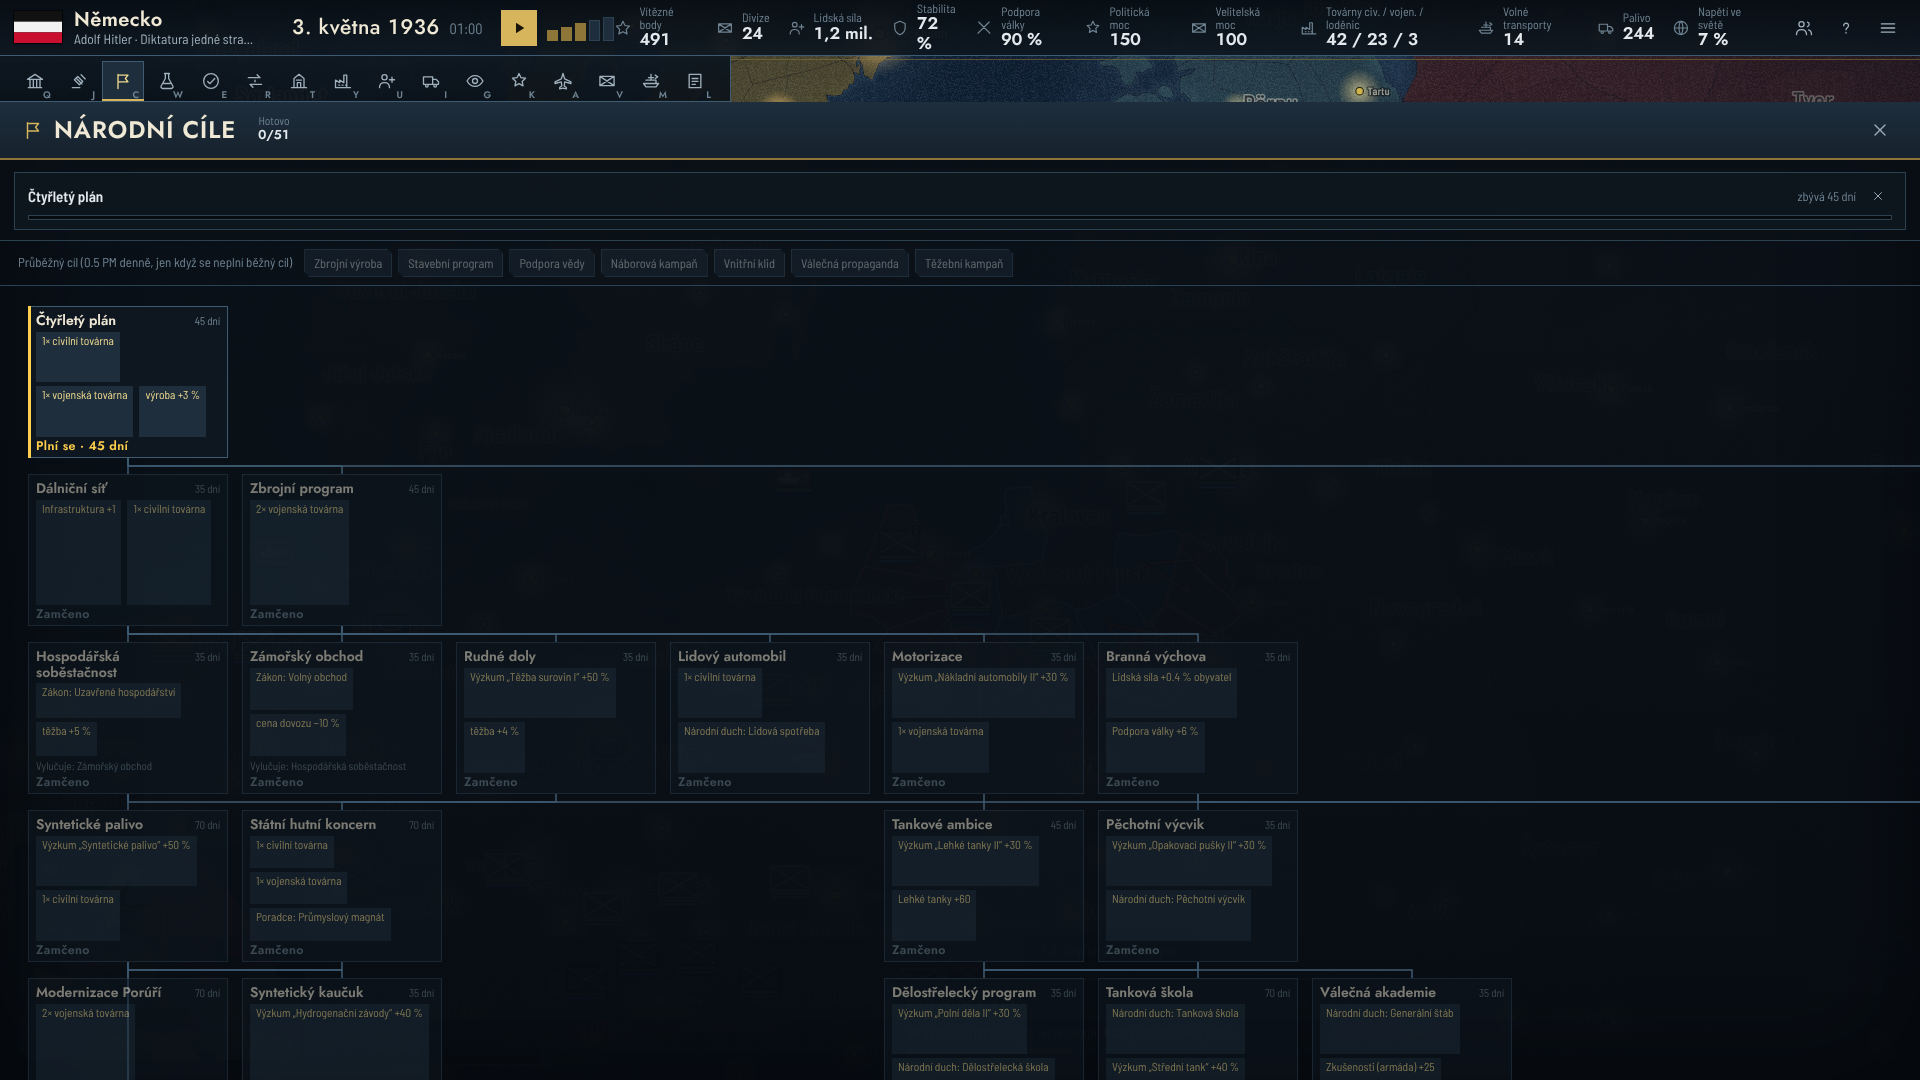 Německo
Adolf Hitler · Diktatura jedné stra...
3. května 1936 01:00
Vítězné body
491
Divize
24
Lidská síla
1,2 mil.
Stabilita
72 %
Podpora války
90 %
Politická moc
150
Velitelská moc
100
Továrny civ. / vojen. / loděnic
42 / 23 / 3
Volné transporty
14
Palivo
244
Napětí ve světě
7 %
?
Q J C W E R T Y U I G K A V M L
Tartu
NÁRODNÍ CÍLE
Hotovo
0/51
Čtyřletý plán
zbývá 45 dní
Průběžný cíl (0.5 PM denně, jen když se neplní běžný cíl)
Zbrojní výroba
Stavební program
Podpora vědy
Náborová kampaň
Vnitřní klid
Válečná propaganda
Těžební kampaň
Čtyřletý plán 45 dní
1× civilní továrna
1× vojenská továrna
výroba +3 %
Plní se · 45 dní
Dálniční síť 35 dní
Infrastruktura +1
1× civilní továrna
Zamčeno
Zbrojní program 45 dní
2× vojenská továrna
Zamčeno
Hospodářská soběstačnost 35 dní
Zákon: Uzavřené hospodářství
těžba +5 %
Vylučuje: Zámořský obchod
Zamčeno
Zámořský obchod 35 dní
Zákon: Volný obchod
cena dovozu −10 %
Vylučuje: Hospodářská soběstačnost
Zamčeno
Rudné doly 35 dní
Výzkum „Těžba surovin I" +50 %
těžba +4 %
Zamčeno
Lidový automobil 35 dní
1× civilní továrna
Národní duch: Lidová spotřeba
Zamčeno
Motorizace 35 dní
Výzkum „Nákladní automobily II" +30 %
1× vojenská továrna
Zamčeno
Branná výchova 35 dní
Lidská síla +0.4 % obyvatel
Podpora války +6 %
Zamčeno
Syntetické palivo 70 dní
Výzkum „Syntetické palivo" +50 %
1× civilní továrna
Zamčeno
Státní hutní koncern 70 dní
1× civilní továrna
1× vojenská továrna
Poradce: Průmyslový magnát
Zamčeno
Tankové ambice 45 dní
Výzkum „Lehké tanky II" +30 %
Lehké tanky +60
Zamčeno
Pěchotní výcvik 35 dní
Výzkum „Opakovací pušky II" +30 %
Národní duch: Pěchotní výcvik
Zamčeno
Modernizace Porúří 70 dní
2× vojenská továrna
Syntetický kaučuk 35 dní
Výzkum „Hydrogenační závody" +40 %
Dělostřelecký program 35 dní
Výzkum „Polní děla II" +30 %
Národní duch: Dělostřelecká škola
Tanková škola 70 dní
Národní duch: Tanková škola
Výzkum „Střední tank" +40 %
Válečná akademie 35 dní
Národní duch: Generální štáb
Zkušenosti (armáda) +25